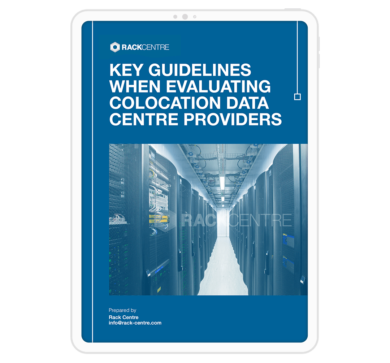 RACKCENTRE
KEY GUIDELINES
WHEN EVALUATING
COLOCATION DATA
CENTRE PROVIDERS
RACKCENTRE
Prepared by
Rack Centre
info@rack-centre.com